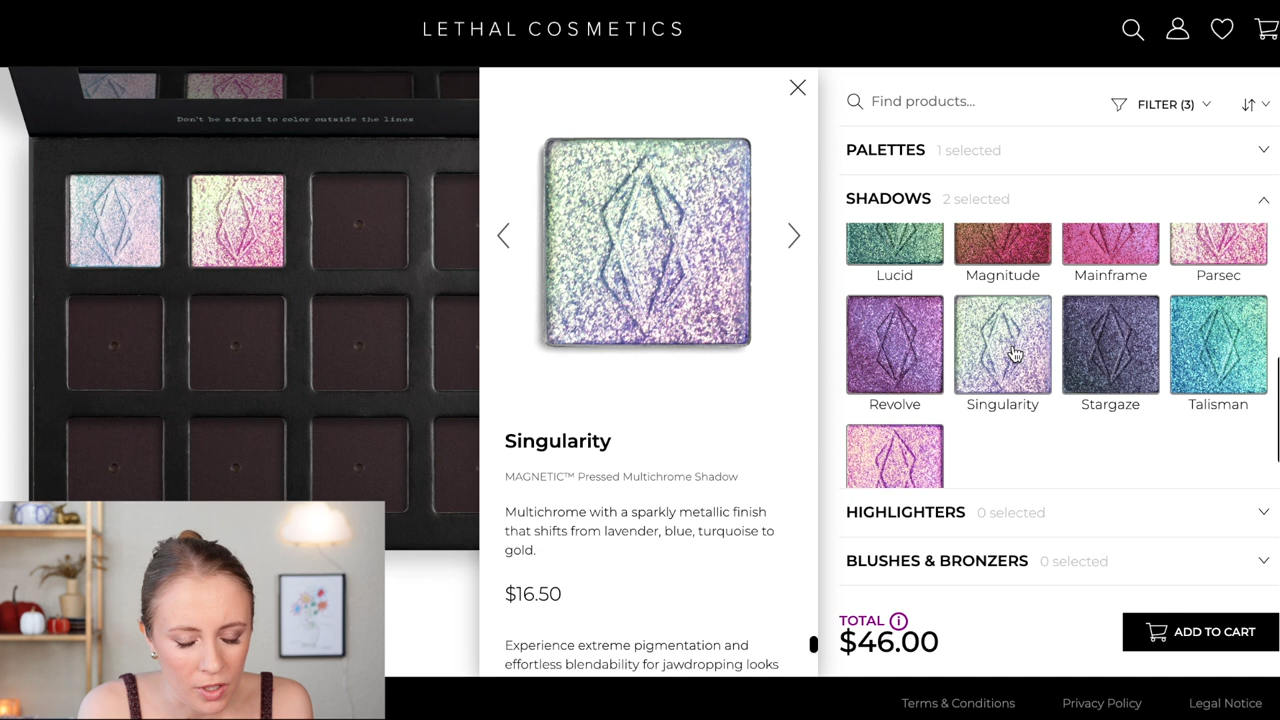 LETHAL COSMETICS
Don't be afraid to color outside the lines
Singularity
MAGNETIC™ Pressed Multichrome Shadow
Multichrome with a sparkly metallic finish
that shifts from lavender, blue, turquoise to
gold.
$16.50
Experience extreme pigmentation and
effortless blendability for jawdropping looks
Find products...
FILTER (3)
PALETTES 1 selected
SHADOWS 2 selected
Lucid Magnitude Mainframe Parsec
Revolve Singularity Stargaze Talisman
HIGHLIGHTERS 0 selected
BLUSHES & BRONZERS 0 selected
TOTAL i
$46.00
ADD TO CART
Terms & Conditions Privacy Policy Legal Notice